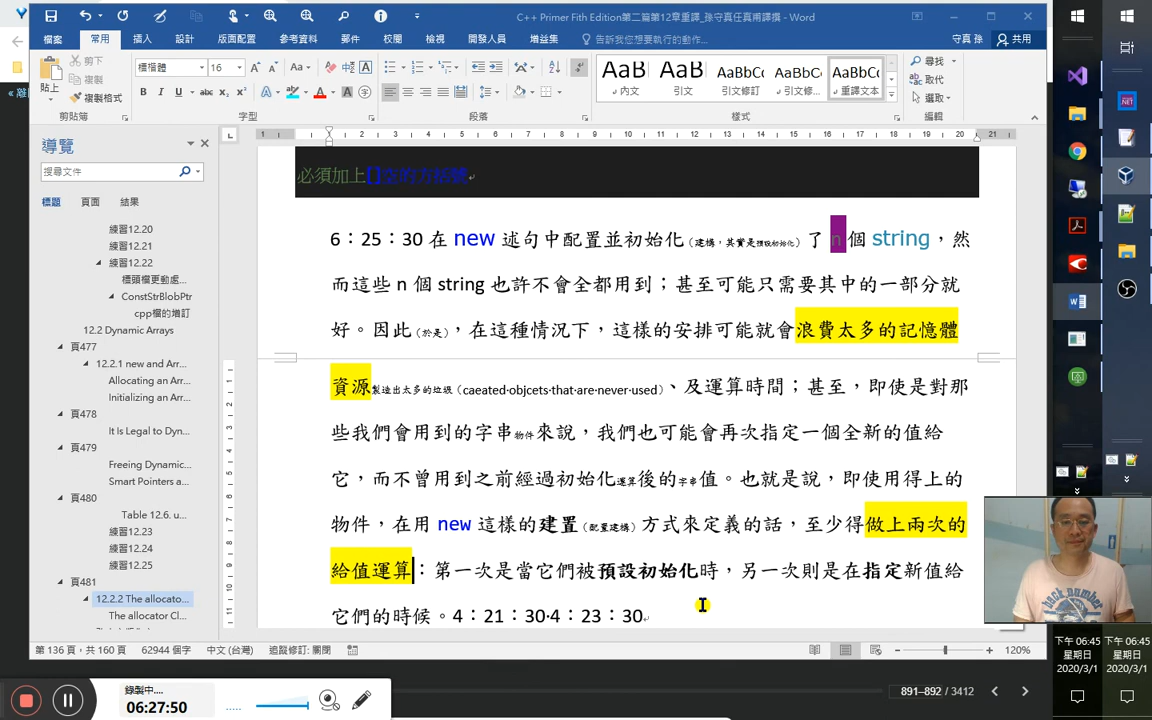 C++ Primer Fith Edition第二篇第12章重譯_孫守真任真甫譯撰 - Word
檔案 常用 插入 設計 版面配置 參考資料 郵件 校閱 檢視 開發人員 增益集 告訴我您想要執行的動作... 守真 孫 共用
貼上
剪下
複製
複製格式
標楷體 16
AaBbC AaBbC AaBbCc AaBbCc AaBbCc
內文 引文 引文修訂 引文修... 重譯文本
尋找
取代
選取
剪貼簿 字型 段落 樣式 編輯
導覽
搜尋文件
標題 頁面 結果
練習12.20
練習12.21
練習12.22
標頭檔更動處...
ConstStrBlobPtr
cpp檔的增訂
12.2 Dynamic Arrays
頁477
12.2.1 new and Arr...
Allocating an Arr...
Initializing an Arr...
頁478
It Is Legal to Dyn...
頁479
Freeing Dynamic...
Smart Pointers a...
頁480
Table 12.6. u...
練習12.23
練習12.24
練習12.25
頁481
12.2.2 The allocato...
The allocator Cl...
必須加上[]空的方括號
6：25：30 在 new 述句中配置並初始化（建構，其實是預設初始化）了 n 個 string，然
而這些 n 個 string 也許不會全都用到；甚至可能只需要其中的一部分就
好。因此（於是），在這種情況下，這樣的安排可能就會浪費太多的記憶體
資源製造出太多的垃圾（caeated·objcets·that·are·never·used）、及運算時間；甚至，即使是對那
些我們會用到的字串物件來說，我們也可能會再次指定一個全新的值給
它，而不曾用到之前經過初始化運算後的字串值。也就是說，即使用得上的
物件，在用 new 這樣的建置（配置建構）方式來定義的話，至少得做上兩次的
給值運算：第一次是當它們被預設初始化時，另一次則是在指定新值給
它們的時候。4：21：30·4：23：30
第 136 頁，共 160 頁 62944 個字 中文 (台灣) 追蹤修訂: 關閉 120%
錄製中....
06:27:50
891–892 / 3412
下午 06:45
星期日
2020/3/1
下午 06:45
星期日
2020/3/1